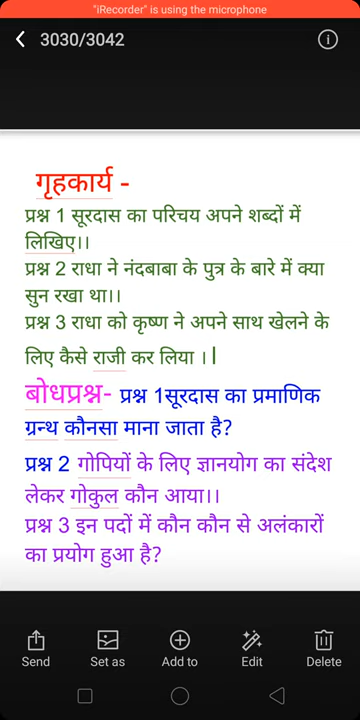 "iRecorder" is using the microphone
3030/3042
गृहकार्य -
प्रश्न 1 सूरदास का परिचय अपने शब्दों में
लिखिए।।
प्रश्न 2 राधा ने नंदबाबा के पुत्र के बारे में क्या
सुन रखा था।।
प्रश्न 3 राधा को कृष्ण ने अपने साथ खेलने के
लिए कैसे राजी कर लिया ।|
बोधप्रश्न- प्रश्न 1सूरदास का प्रमाणिक
ग्रन्थ कौनसा माना जाता है?
प्रश्न 2 गोपियों के लिए ज्ञानयोग का संदेश
लेकर गोकुल कौन आया।।
प्रश्न 3 इन पदों में कौन कौन से अलंकारों
का प्रयोग हुआ है?
Send Set as Add to Edit Delete